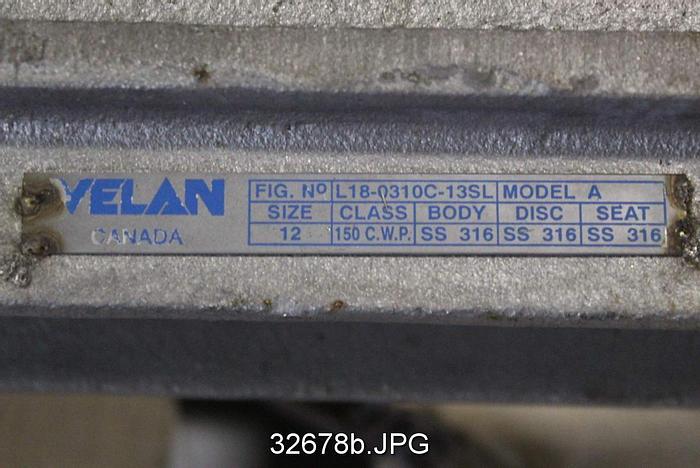 VELAN
CANADA
FIG. Nº L18-0310C-13SL MODEL A
SIZE CLASS BODY DISC SEAT
12 150 C.W.P. SS 316 SS 316 SS 316
32678b.JPG